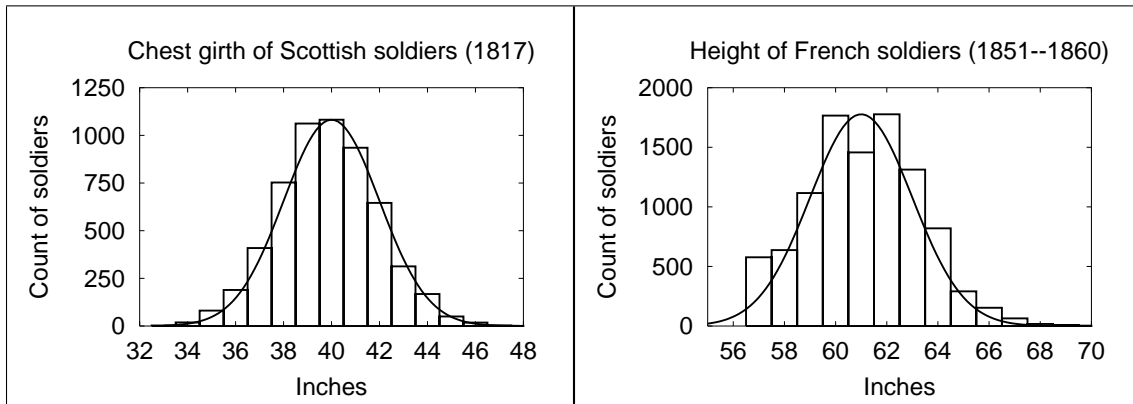 Chest girth of Scottish soldiers (1817)
1250
1000
750
500
250
0
32 34 36 38 40 42 44 46 48
Count of soldiers
Inches
Height of French soldiers (1851--1860)
2000
1500
1000
500
0
56 58 60 62 64 66 68 70
Count of soldiers
Inches